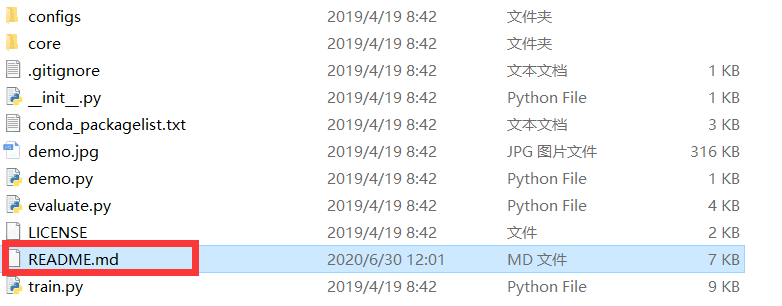 configs 2019/4/19 8:42 文件夹
core 2019/4/19 8:42 文件夹
.gitignore 2019/4/19 8:42 文本文档 1 KB
__init__.py 2019/4/19 8:42 Python File 1 KB
conda_packagelist.txt 2019/4/19 8:42 文本文档 3 KB
demo.jpg 2019/4/19 8:42 JPG 图片文件 316 KB
demo.py 2019/4/19 8:42 Python File 1 KB
evaluate.py 2019/4/19 8:42 Python File 4 KB
LICENSE 2019/4/19 8:42 文件 2 KB
README.md 2020/6/30 12:01 MD 文件 7 KB
train.py 2019/4/19 8:42 Python File 9 KB